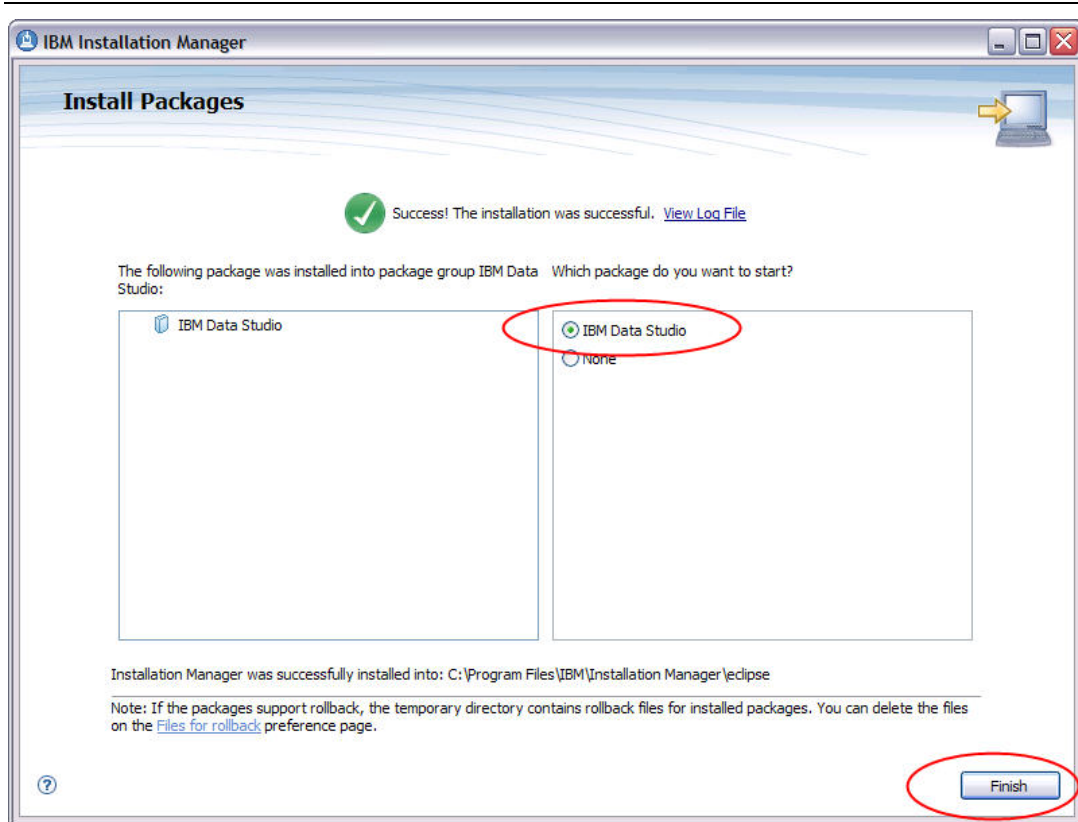 IBM Installation Manager
Install Packages
Success! The installation was successful. View Log File
The following package was installed into package group IBM Data
Studio:
Which package do you want to start?
IBM Data Studio
IBM Data Studio
None
Installation Manager was successfully installed into: C:\Program Files\IBM\Installation Manager\eclipse
Note: If the packages support rollback, the temporary directory contains rollback files for installed packages. You can delete the files
on the Files for rollback preference page.
?
Finish